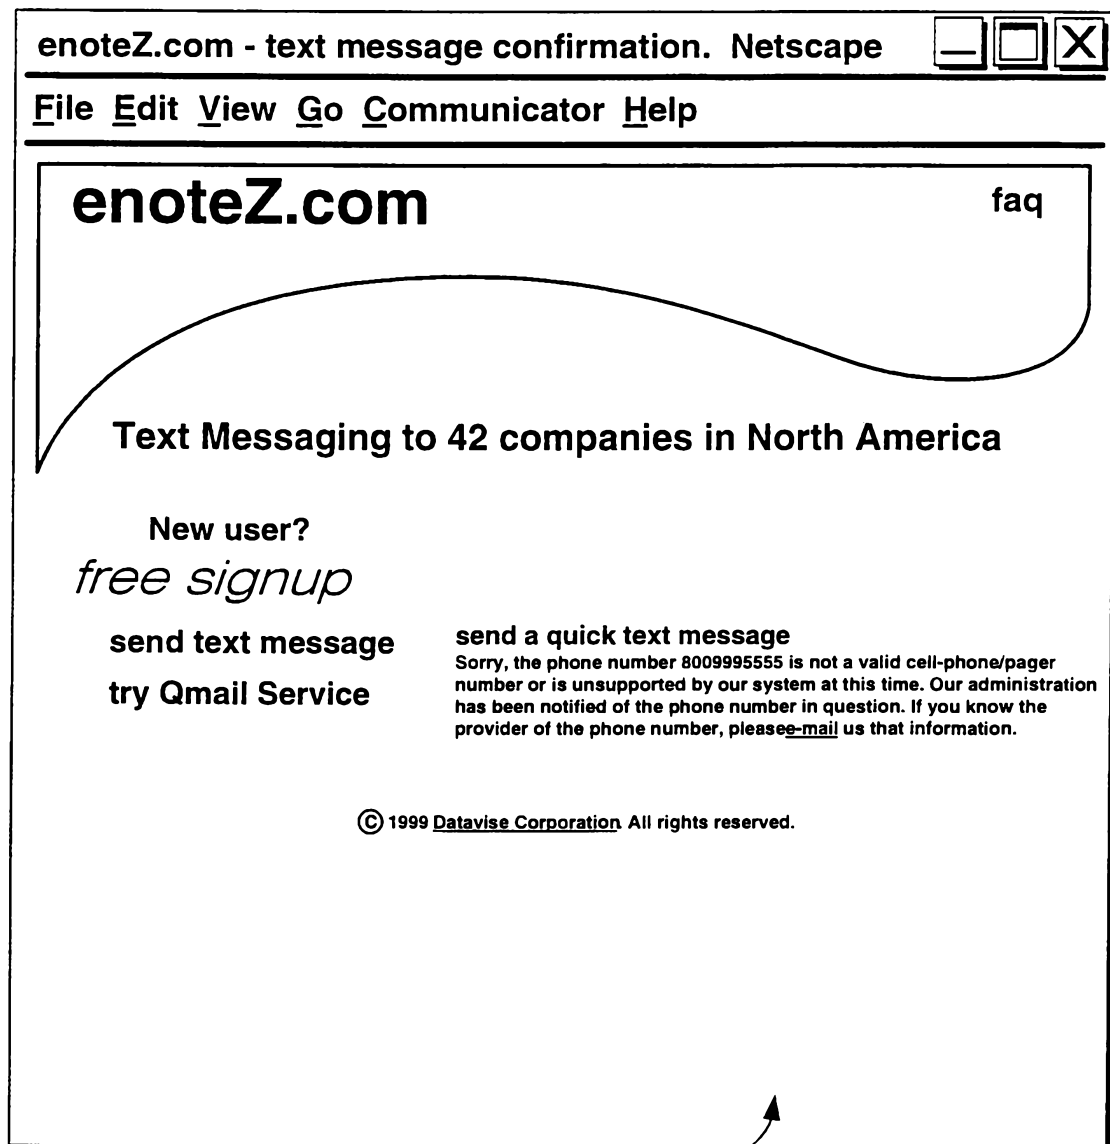 enoteZ.com - text message confirmation. Netscape
File Edit View Go Communicator Help
enoteZ.com
faq
Text Messaging to 42 companies in North America
New user?
free signup
send text message
try Qmail Service
send a quick text message
Sorry, the phone number 8009995555 is not a valid cell-phone/pager
number or is unsupported by our system at this time. Our administration
has been notified of the phone number in question. If you know the
provider of the phone number, pleasee-mail us that information.
© 1999 Datavise Corporation All rights reserved.